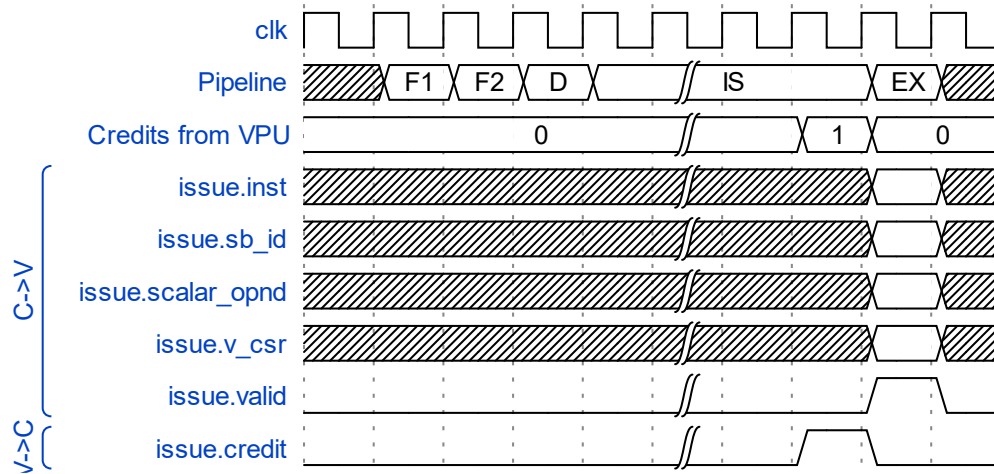 clk
Pipeline F1 F2 D IS EX
Credits from VPU 0 1 0
C->V
issue.inst
issue.sb_id
issue.scalar_opnd
issue.v_csr
issue.valid
V->C
issue.credit